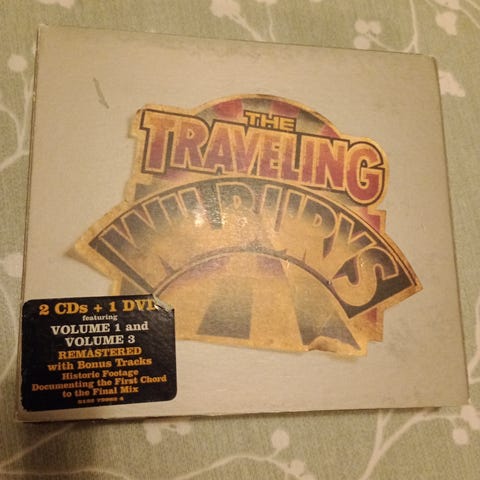 THE
TRAVELING
WILBURYS
2 CDs + 1 DVD
featuring
VOLUME 1 and
VOLUME 3
REMASTERED
with Bonus Tracks
Historic Footage
Documenting the First Chord
to the Final Mix